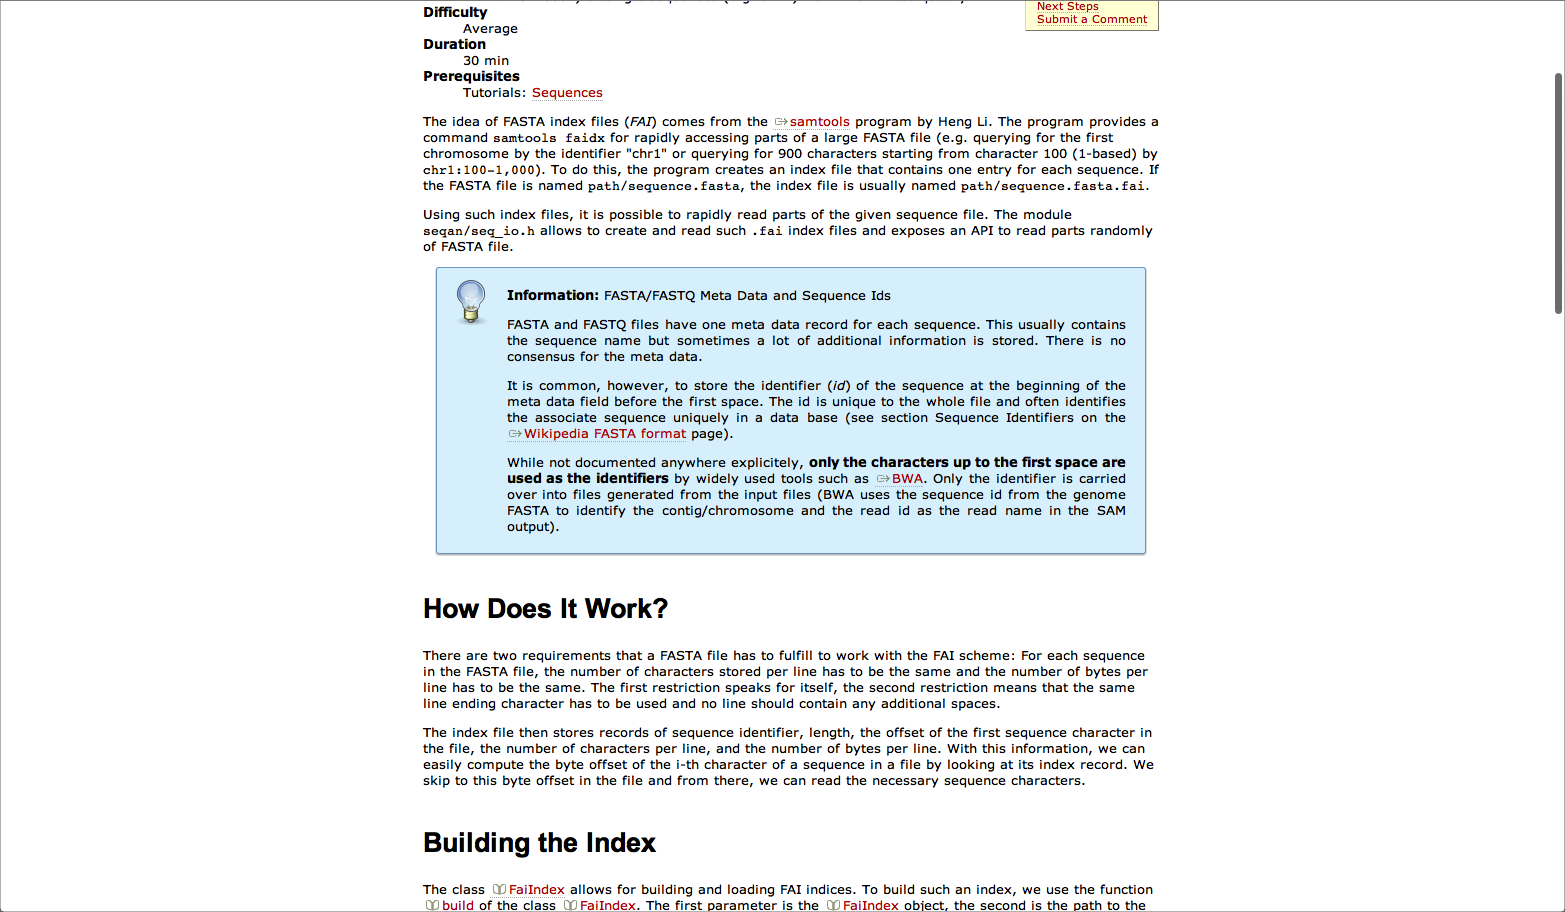 Difficulty
Average
Duration
30 min
Prerequisites
Tutorials: Sequences
Next Steps
Submit a Comment
The idea of FASTA index files (FAI) comes from the samtools program by Heng Li. The program provides a
command samtools faidx for rapidly accessing parts of a large FASTA file (e.g. querying for the first
chromosome by the identifier "chr1" or querying for 900 characters starting from character 100 (1-based) by
chr1:100-1,000). To do this, the program creates an index file that contains one entry for each sequence. If
the FASTA file is named path/sequence.fasta, the index file is usually named path/sequence.fasta.fai.
Using such index files, it is possible to rapidly read parts of the given sequence file. The module
seqan/seq_io.h allows to create and read such .fai index files and exposes an API to read parts randomly
of FASTA file.
Information: FASTA/FASTQ Meta Data and Sequence Ids
FASTA and FASTQ files have one meta data record for each sequence. This usually contains
the sequence name but sometimes a lot of additional information is stored. There is no
consensus for the meta data.
It is common, however, to store the identifier (id) of the sequence at the beginning of the
meta data field before the first space. The id is unique to the whole file and often identifies
the associate sequence uniquely in a data base (see section Sequence Identifiers on the
Wikipedia FASTA format page).
While not documented anywhere explicitely, only the characters up to the first space are
used as the identifiers by widely used tools such as BWA. Only the identifier is carried
over into files generated from the input files (BWA uses the sequence id from the genome
FASTA to identify the contig/chromosome and the read id as the read name in the SAM
output).
How Does It Work?
There are two requirements that a FASTA file has to fulfill to work with the FAI scheme: For each sequence
in the FASTA file, the number of characters stored per line has to be the same and the number of bytes per
line has to be the same. The first restriction speaks for itself, the second restriction means that the same
line ending character has to be used and no line should contain any additional spaces.
The index file then stores records of sequence identifier, length, the offset of the first sequence character in
the file, the number of characters per line, and the number of bytes per line. With this information, we can
easily compute the byte offset of the i-th character of a sequence in a file by looking at its index record. We
skip to this byte offset in the file and from there, we can read the necessary sequence characters.
Building the Index
The class FaiIndex allows for building and loading FAI indices. To build such an index, we use the function
build of the class FaiIndex. The first parameter is the FaiIndex object, the second is the path to the